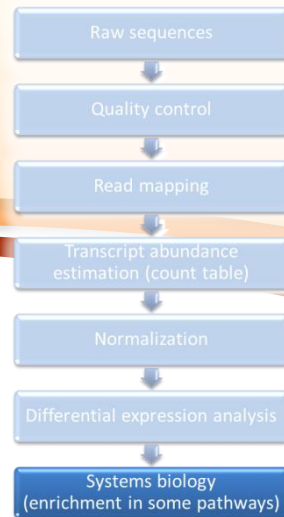 Raw sequences
Quality control
Read mapping
Transcript abundance
estimation (count table)
Normalization
Differential expression analysis
Systems biology
(enrichment in some pathways)